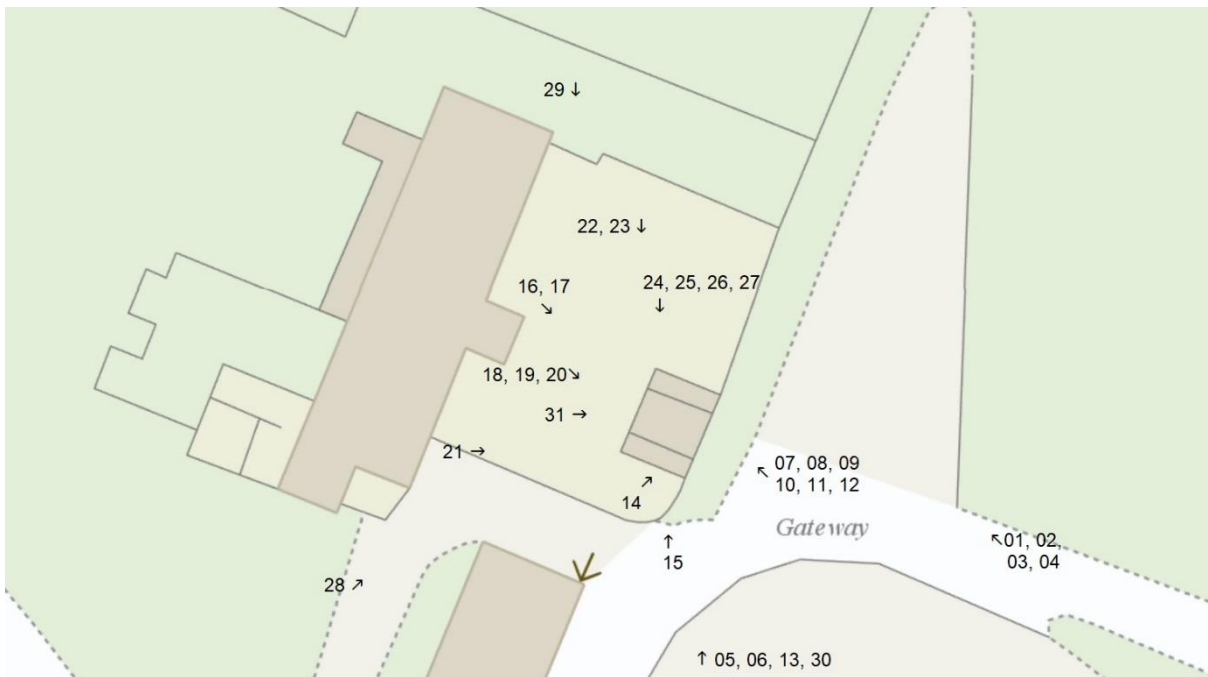 29 ↓
22, 23 ↓
16, 17
↘
24, 25, 26, 27
↓
18, 19, 20↘
31 →
21 →
14 ↗
↖ 07, 08, 09
10, 11, 12
Gateway
↖01, 02,
03, 04
↑
15
28 ↗
↑ 05, 06, 13, 30